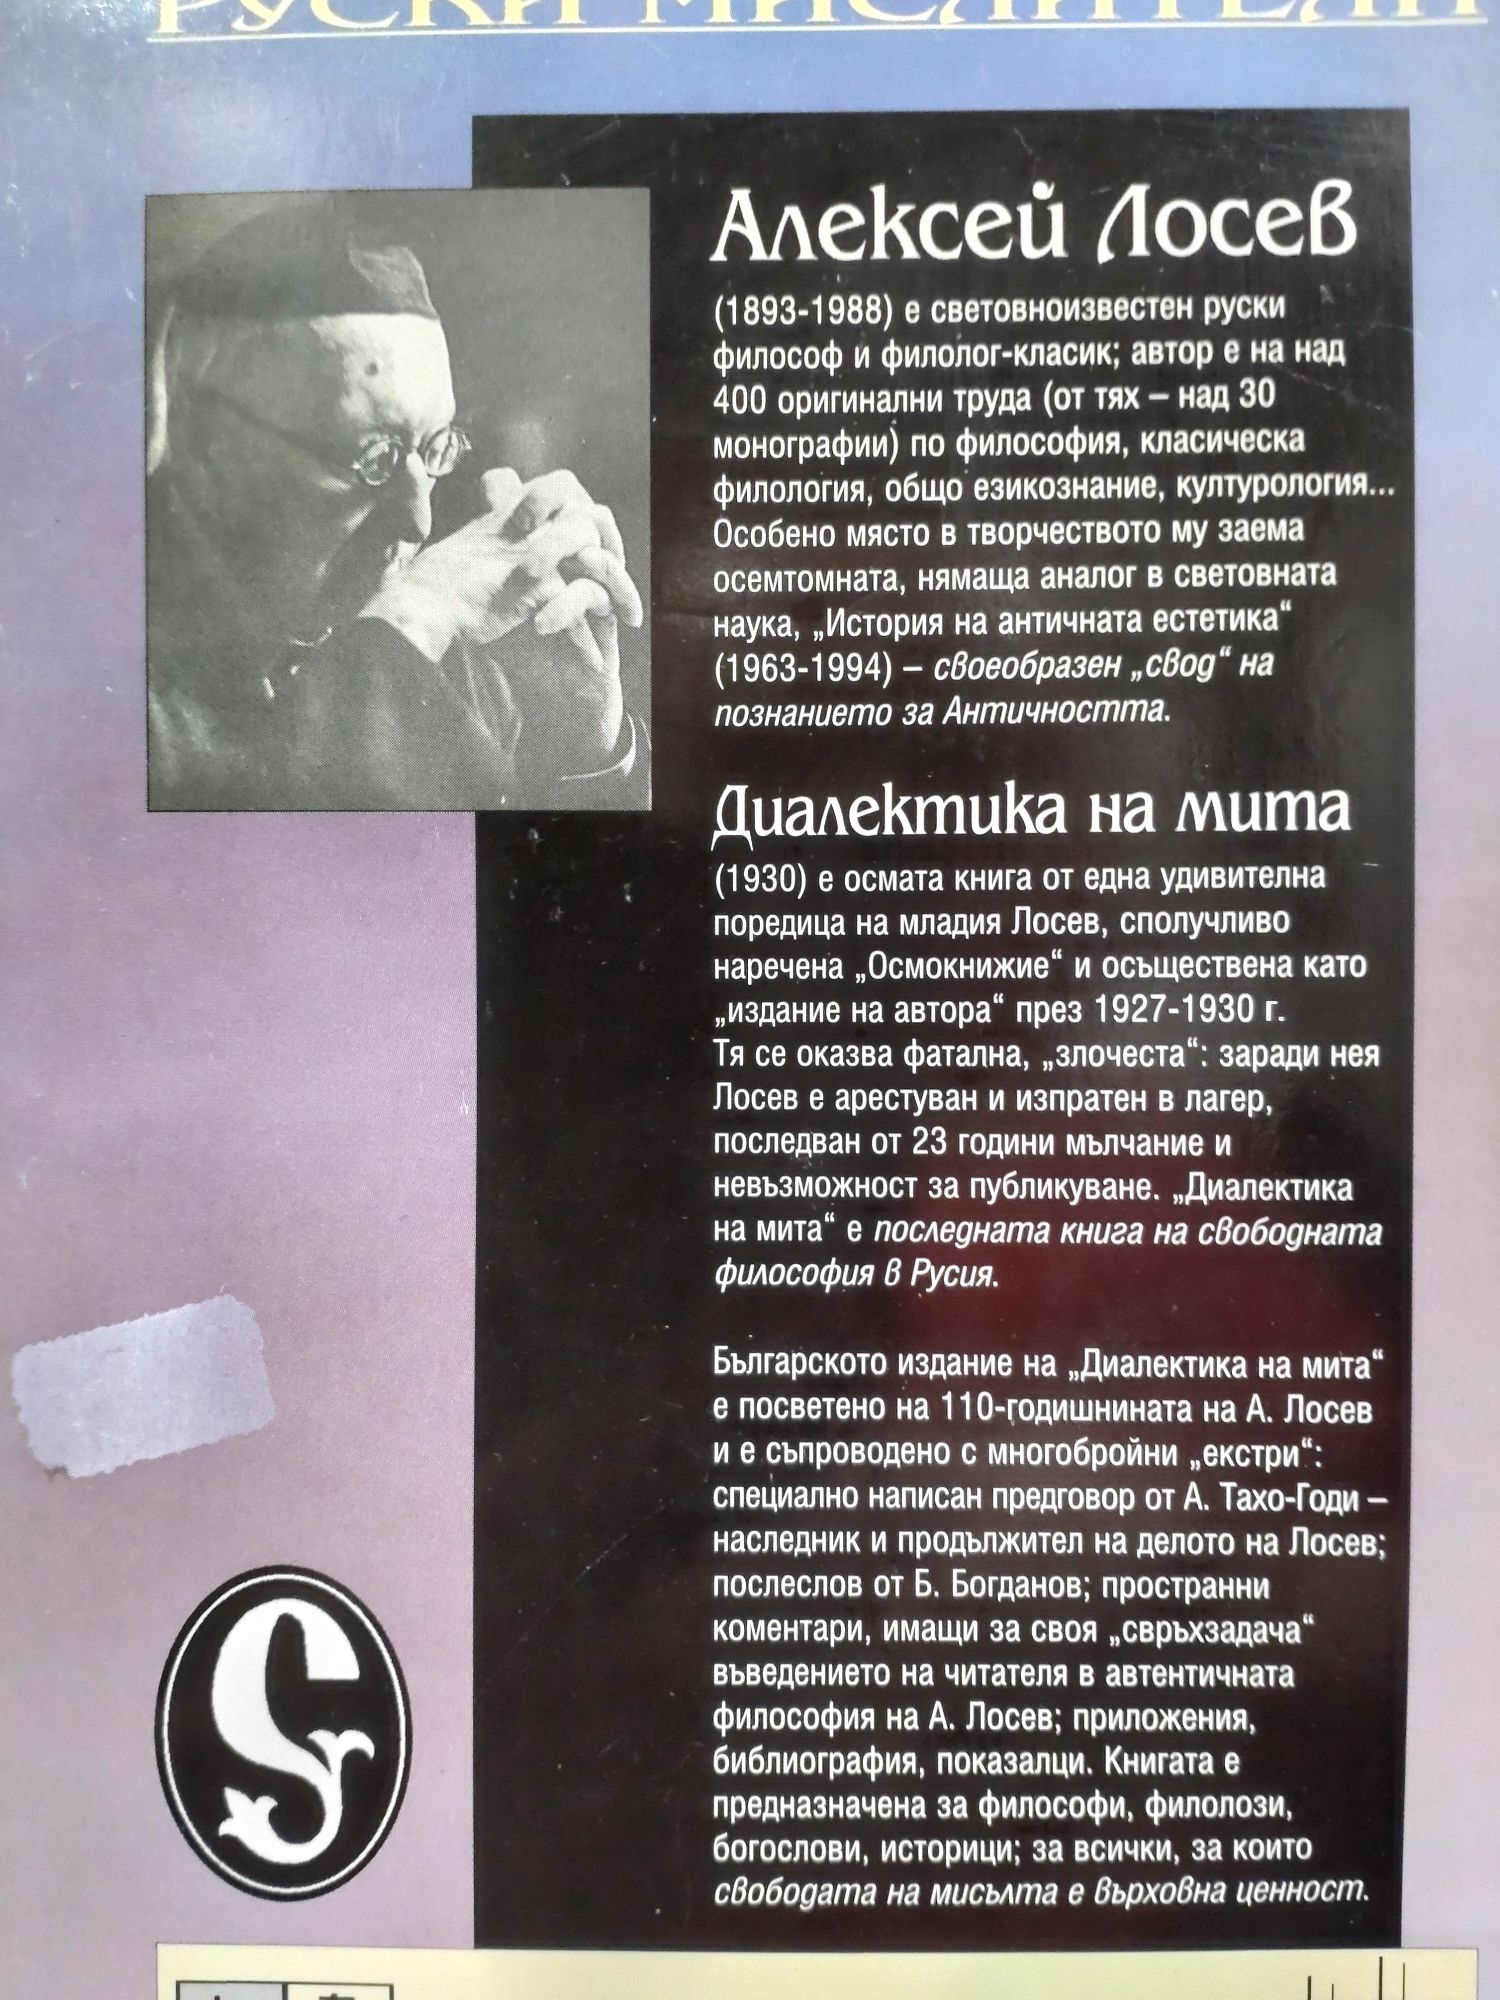 РУСКИ МИСЛИТЕЛИ
Алексей Лосев
(1893-1988) е световноизвестен руски
философ и филолог-класик; автор е на над
400 оригинални труда (от тях – над 30
монографии) по философия, класическа
филология, общо езикознание, културология...
Особено място в творчеството му заема
осемтомната, нямаща аналог в световната
наука, „История на античната естетика“
(1963-1994) – своеобразен „свод“ на
познанието за Античността.
Диалектика на мита
(1930) е осмата книга от една удивителна
поредица на младия Лосев, сполучливо
наречена „Осмокнижие“ и осъществена като
„издание на автора“ през 1927-1930 г.
Тя се оказва фатална, „злочеста“: заради нея
Лосев е арестуван и изпратен в лагер,
последван от 23 години мълчание и
невъзможност за публикуване. „Диалектика
на мита“ е последната книга на свободната
философия в Русия.
Българското издание на „Диалектика на мита“
е посветено на 110-годишнината на А. Лосев
и е съпроводено с многобройни „екстри“:
специално написан предговор от А. Тахо-Годи –
наследник и продължител на делото на Лосев;
послеслов от Б. Богданов; пространни
коментари, имащи за своя „свръхзадача“
въведението на читателя в автентичната
философия на А. Лосев; приложения,
библиография, показалци. Книгата е
предназначена за философи, филолози,
богослови, историци; за всички, за които
свободата на мисълта е върховна ценност.
S